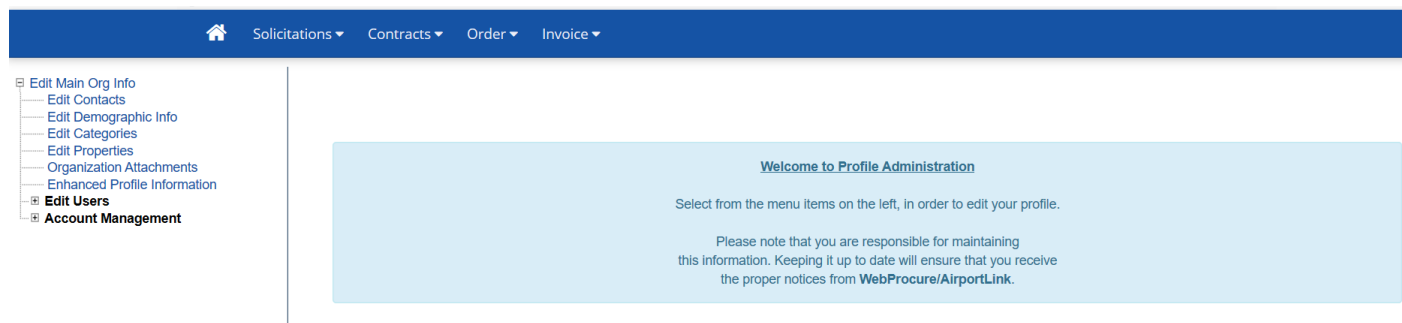 Solicitations Contracts Order Invoice
Edit Main Org Info
Edit Contacts
Edit Demographic Info
Edit Categories
Edit Properties
Organization Attachments
Enhanced Profile Information
Edit Users
Account Management
Welcome to Profile Administration
Select from the menu items on the left, in order to edit your profile.
Please note that you are responsible for maintaining
this information. Keeping it up to date will ensure that you receive
the proper notices from WebProcure/AirportLink.